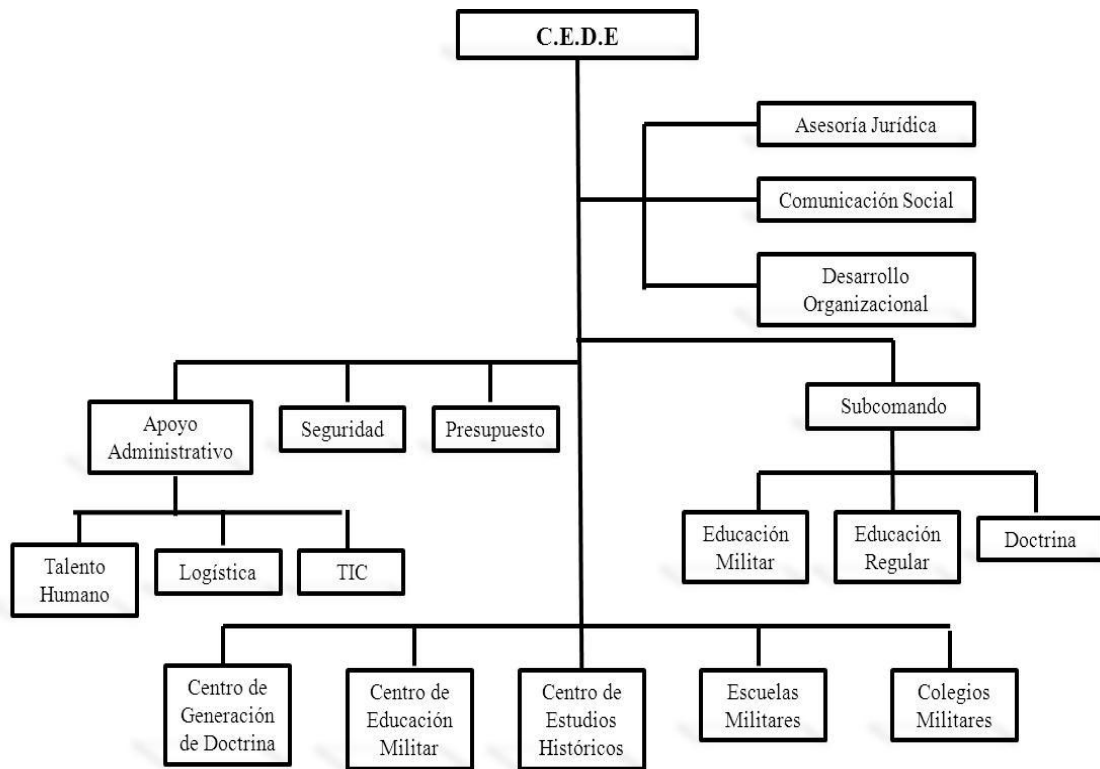 C.E.D.E
Asesoría Jurídica
Comunicación Social
Desarrollo
Organizacional
Subcomando
Apoyo
Administrativo
Seguridad
Presupuesto
Educación
Militar
Educación
Regular
Doctrina
Talento
Humano
Logística
TIC
Centro de
Generación
de Doctrina
Centro de
Educación
Militar
Centro de
Estudios
Históricos
Escuelas
Militares
Colegios
Militares